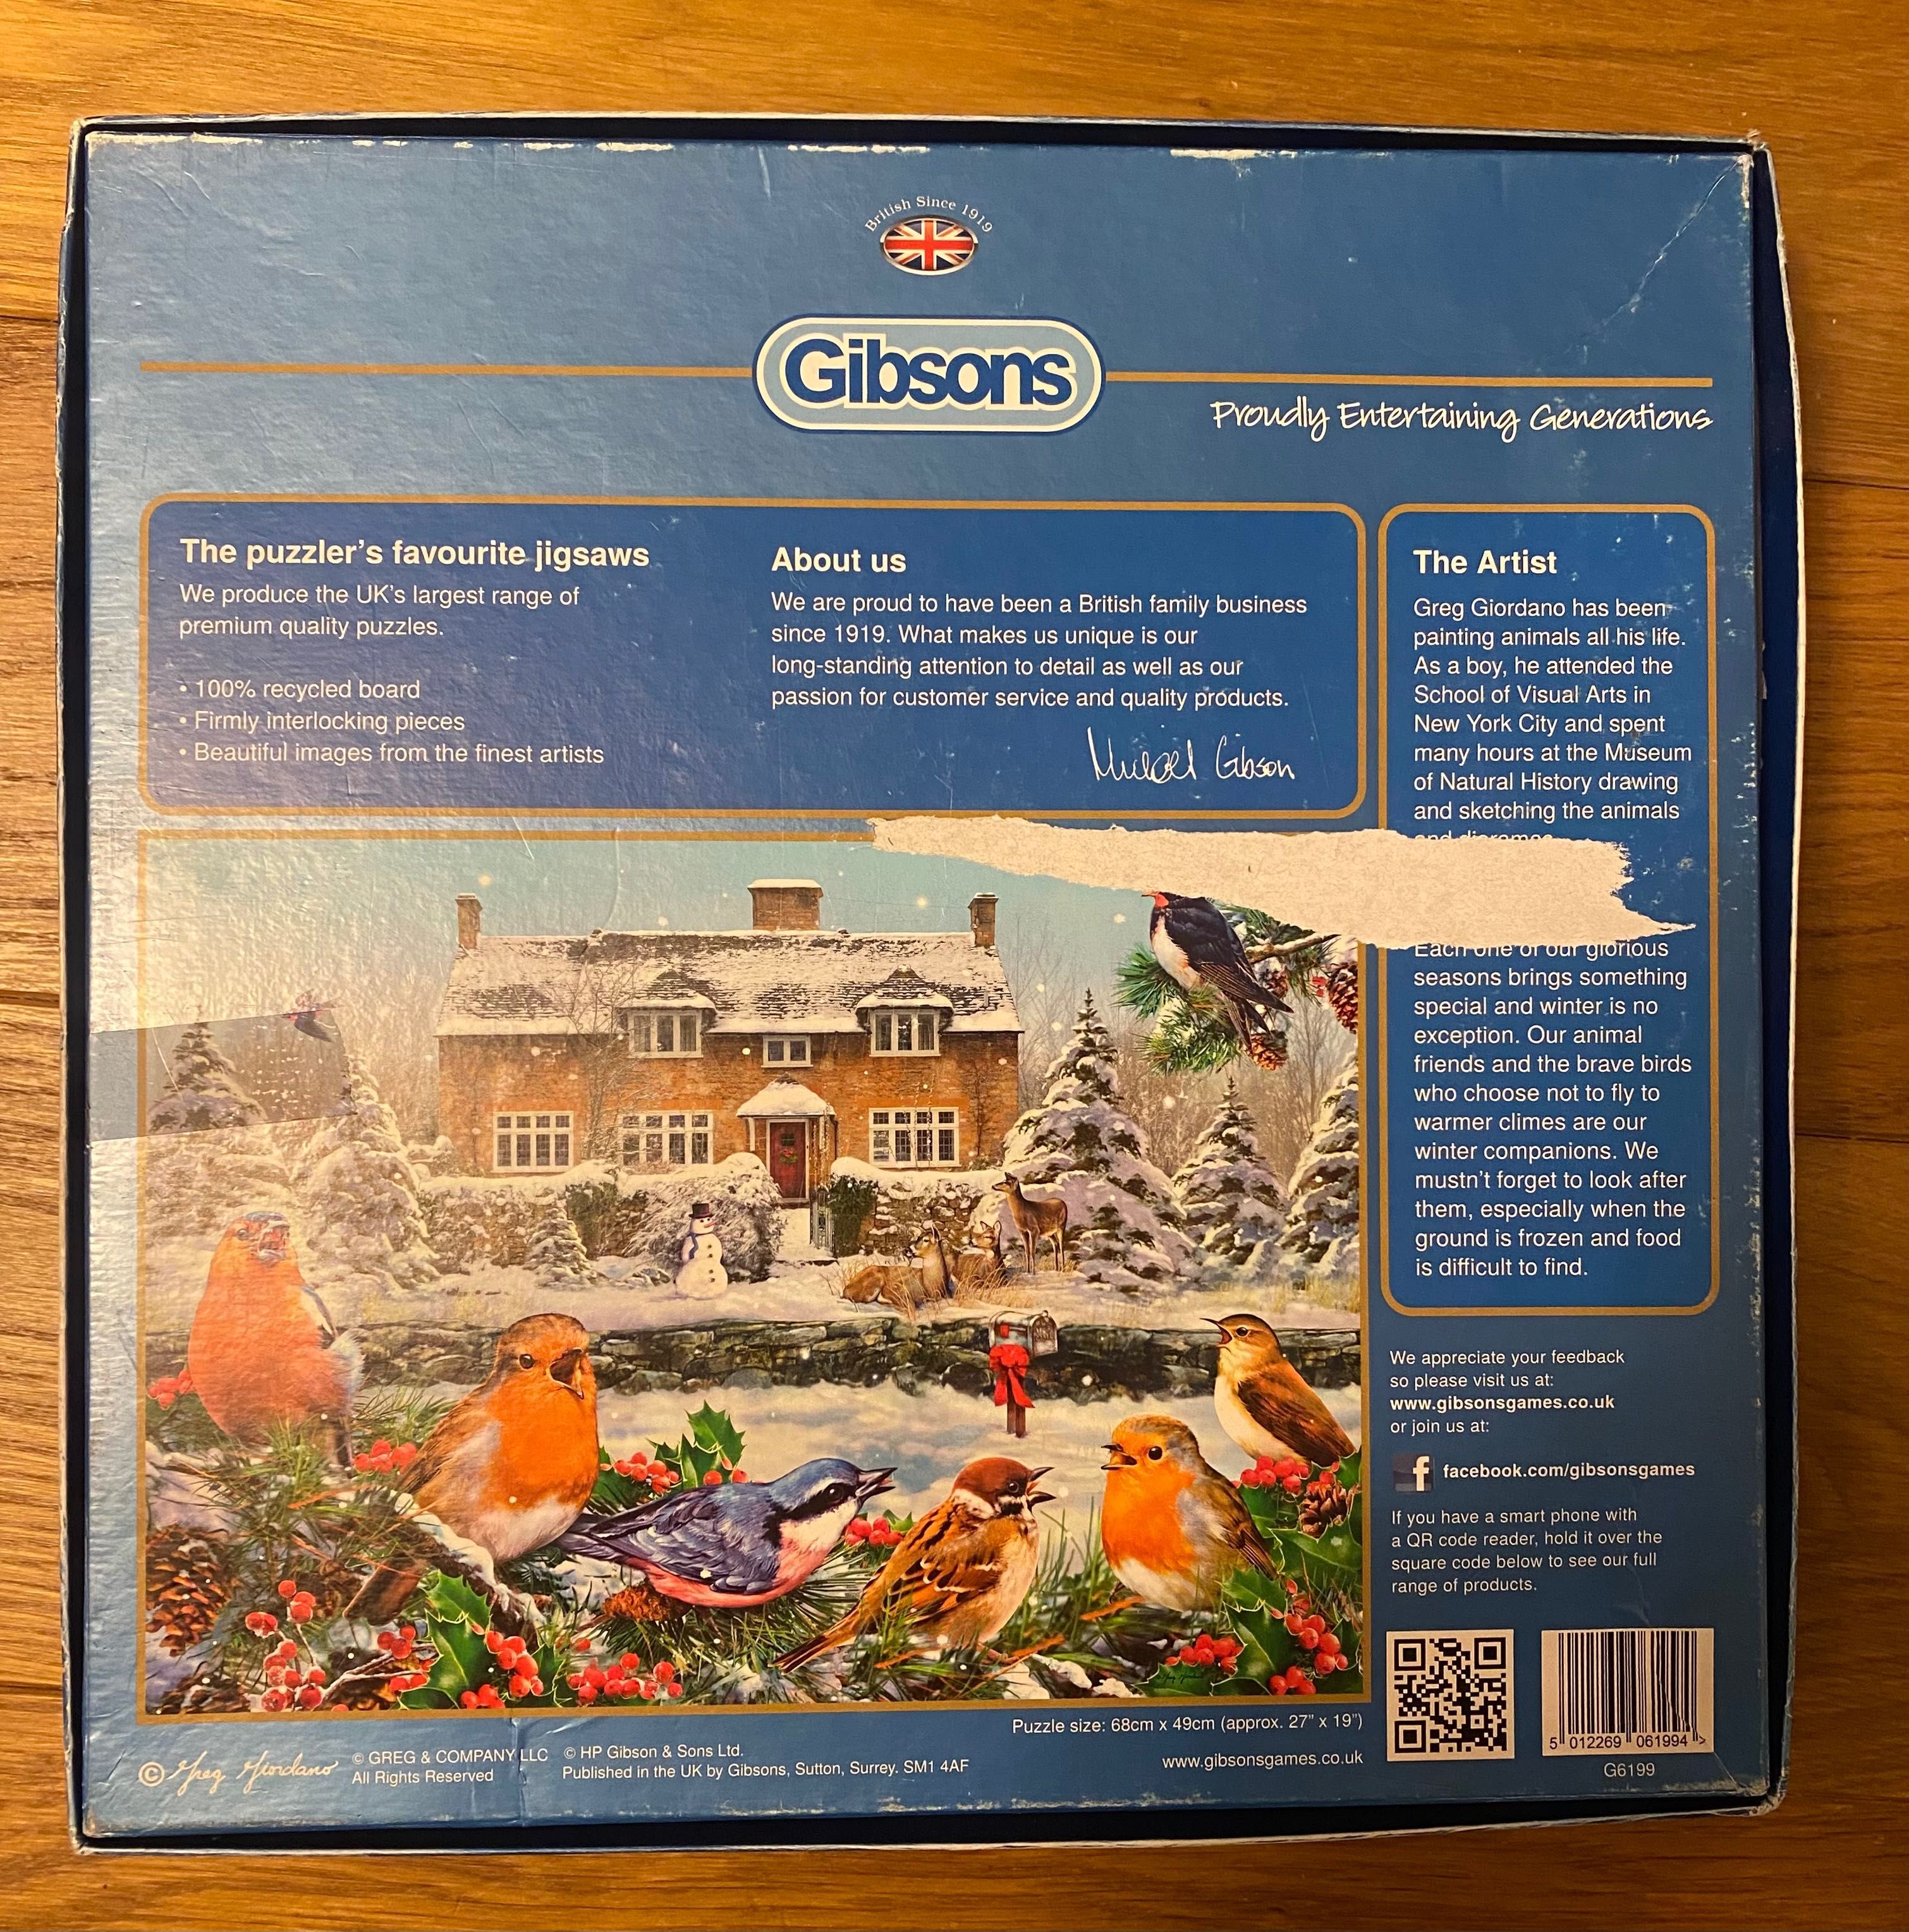 British Since 1919
Gibsons
Proudly Entertaining Generations
The puzzler's favourite jigsaws
We produce the UK's largest range of
premium quality puzzles.
• 100% recycled board
• Firmly interlocking pieces
• Beautiful images from the finest artists
About us
We are proud to have been a British family business
since 1919. What makes us unique is our
long-standing attention to detail as well as our
passion for customer service and quality products.
Michael Gibson
The Artist
Greg Giordano has been
painting animals all his life.
As a boy, he attended the
School of Visual Arts in
New York City and spent
many hours at the Museum
of Natural History drawing
and sketching the animals
and
Each one of our glorious
seasons brings something
special and winter is no
exception. Our animal
friends and the brave birds
who choose not to fly to
warmer climes are our
winter companions. We
mustn't forget to look after
them, especially when the
ground is frozen and food
is difficult to find.
We appreciate your feedback
so please visit us at:
www.gibsonsgames.co.uk
or join us at:
f facebook.com/gibsonsgames
If you have a smart phone with
a QR code reader, hold it over the
square code below to see our full
range of products.
5 012269 061994 >
G6199
Puzzle size: 68cm x 49cm (approx. 27" x 19")
www.gibsonsgames.co.uk
© Greg Giordano
© GREG & COMPANY LLC
All Rights Reserved
© HP Gibson & Sons Ltd.
Published in the UK by Gibsons, Sutton, Surrey. SM1 4AF